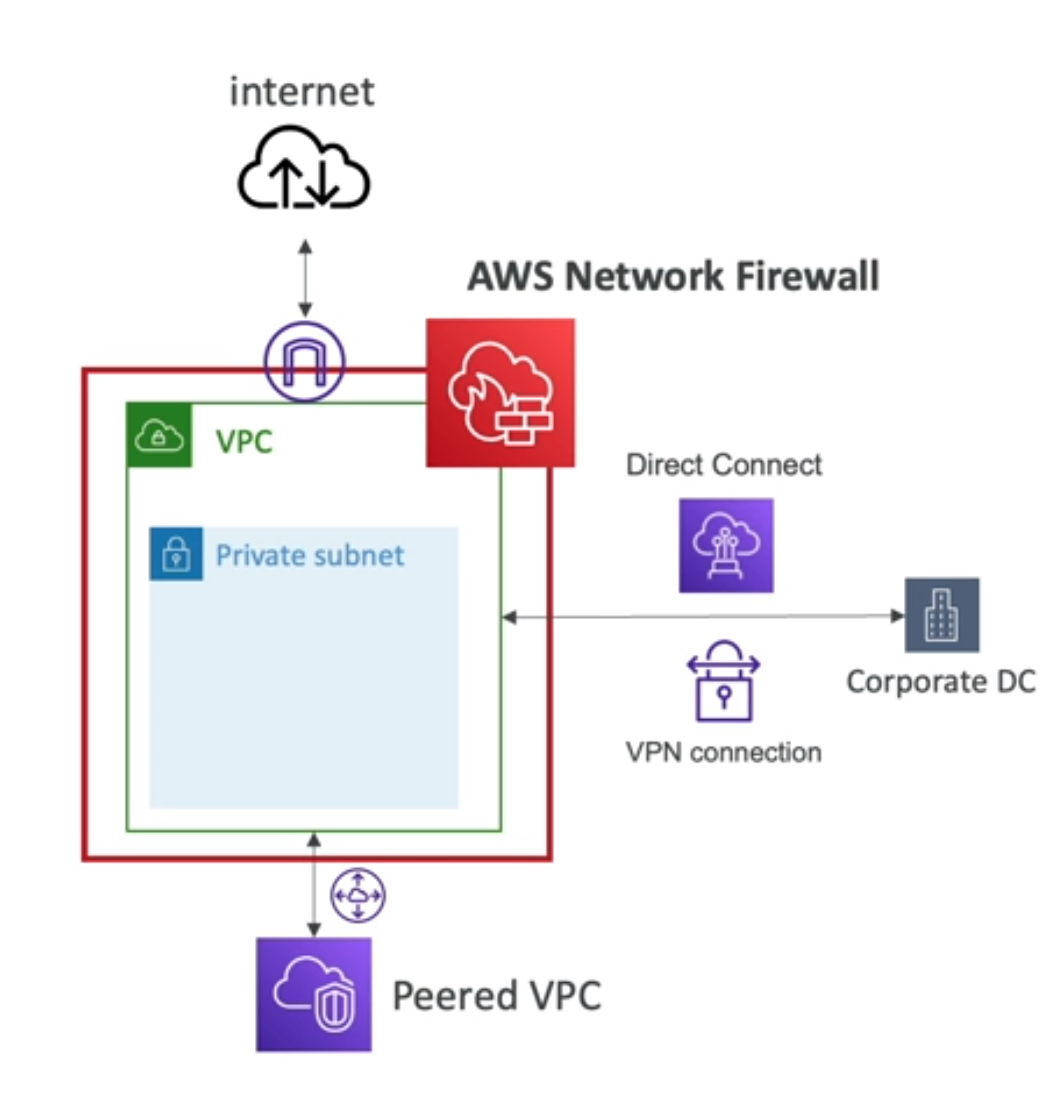 internet
AWS Network Firewall
VPC
Direct Connect
Private subnet
Corporate DC
VPN connection
Peered VPC